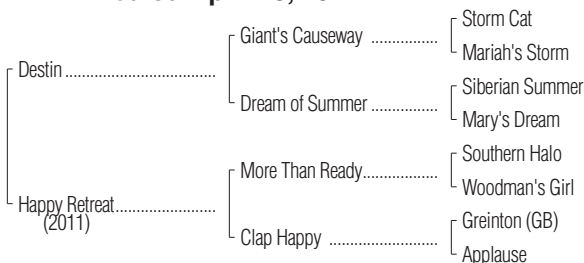 Storm Cat
Giant's Causeway ................
Mariah's Storm
Destin .....................................
Siberian Summer
Dream of Summer ................
Mary's Dream
Southern Halo
More Than Ready..................
Woodman's Girl
Happy Retreat.........................
(2011)
Greinton (GB)
Clap Happy ..........................
Applause